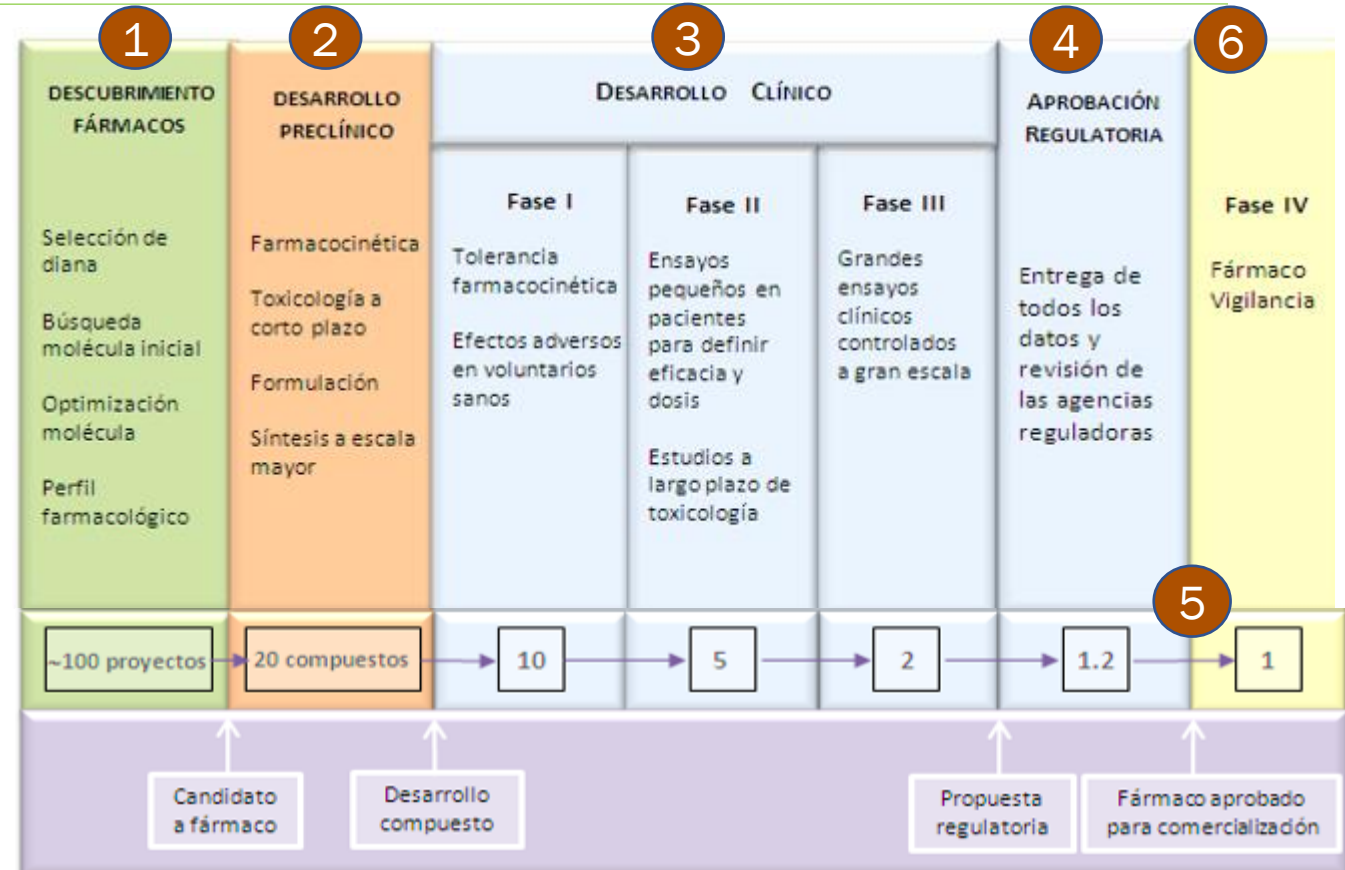 1
DESCUBRIMIENTO
FÁRMACOS
Selección de
diana
Búsqueda
molécula inicial
Optimización
molécula
Perfil
farmacológico
2
DESARROLLO
PRECLÍNICO
Farmacocinética
Toxicología a
corto plazo
Formulación
Síntesis a escala
mayor
3
DESARROLLO CLÍNICO
Fase I
Tolerancia
farmacocinética
Efectos adversos
en voluntarios
sanos
Fase II
Ensayos
pequeños en
pacientes
para definir
eficacia y
dosis
Estudios a
largo plazo de
toxicología
Fase III
Grandes
ensayos
clínicos
controlados
a gran escala
4
APROBACIÓN
REGULATORIA
Entrega de
todos los
datos y
revisión de
las agencias
reguladoras
6
Fase IV
Fármaco
Vigilancia
5
~100 proyectos
20 compuestos
10
5
2
1.2
1
Candidato
a fármaco
Desarrollo
compuesto
Propuesta
regulatoria
Fármaco aprobado
para comercialización